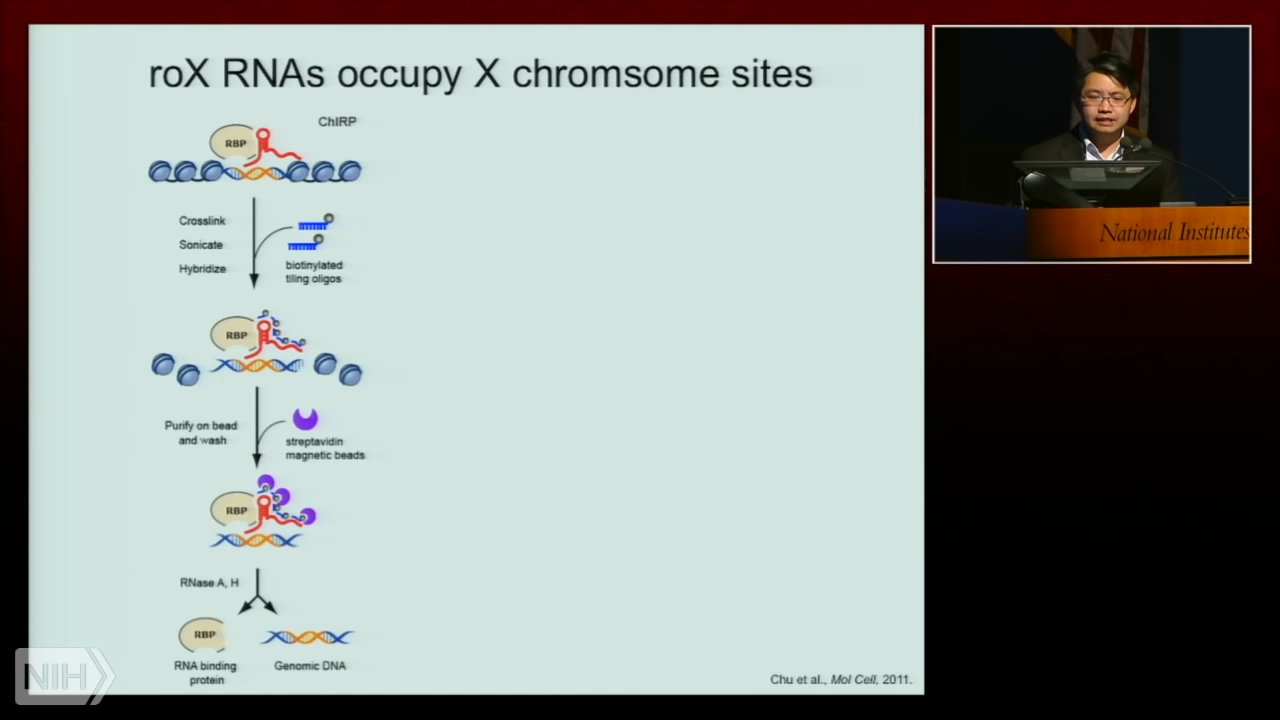 roX RNAs occupy X chromsome sites
ChIRP
RBP
Crosslink
Sonicate
Hybridize
biotinylated
tiling oligos
RBP
Purify on bead
and wash
streptavidin
magnetic beads
RBP
RNase A, H
RBP
RNA binding
protein
Genomic DNA
Chu et al., Mol Cell, 2011.
National Institutes
NIH